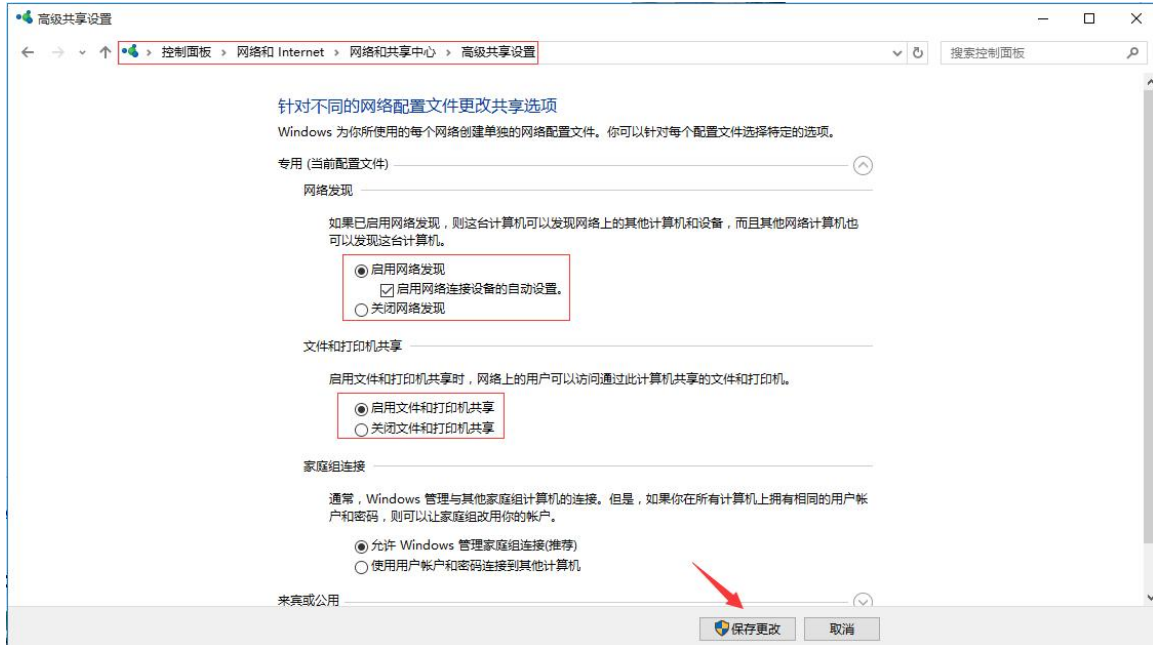 高级共享设置
控制面板 › 网络和 Internet › 网络和共享中心 › 高级共享设置
搜索控制面板
针对不同的网络配置文件更改共享选项
Windows 为你所使用的每个网络创建单独的网络配置文件。你可以针对每个配置文件选择特定的选项。
专用 (当前配置文件)
网络发现
如果已启用网络发现，则这台计算机可以发现网络上的其他计算机和设备，而且其他网络计算机也
可以发现这台计算机。
启用网络发现
启用网络连接设备的自动设置。
关闭网络发现
文件和打印机共享
启用文件和打印机共享时，网络上的用户可以访问通过此计算机共享的文件和打印机。
启用文件和打印机共享
关闭文件和打印机共享
家庭组连接
通常，Windows 管理与其他家庭组计算机的连接。但是，如果你在所有计算机上拥有相同的用户帐
户和密码，则可以让家庭组改用你的帐户。
允许 Windows 管理家庭组连接(推荐)
使用用户帐户和密码连接到其他计算机
来宾或公用
保存更改
取消